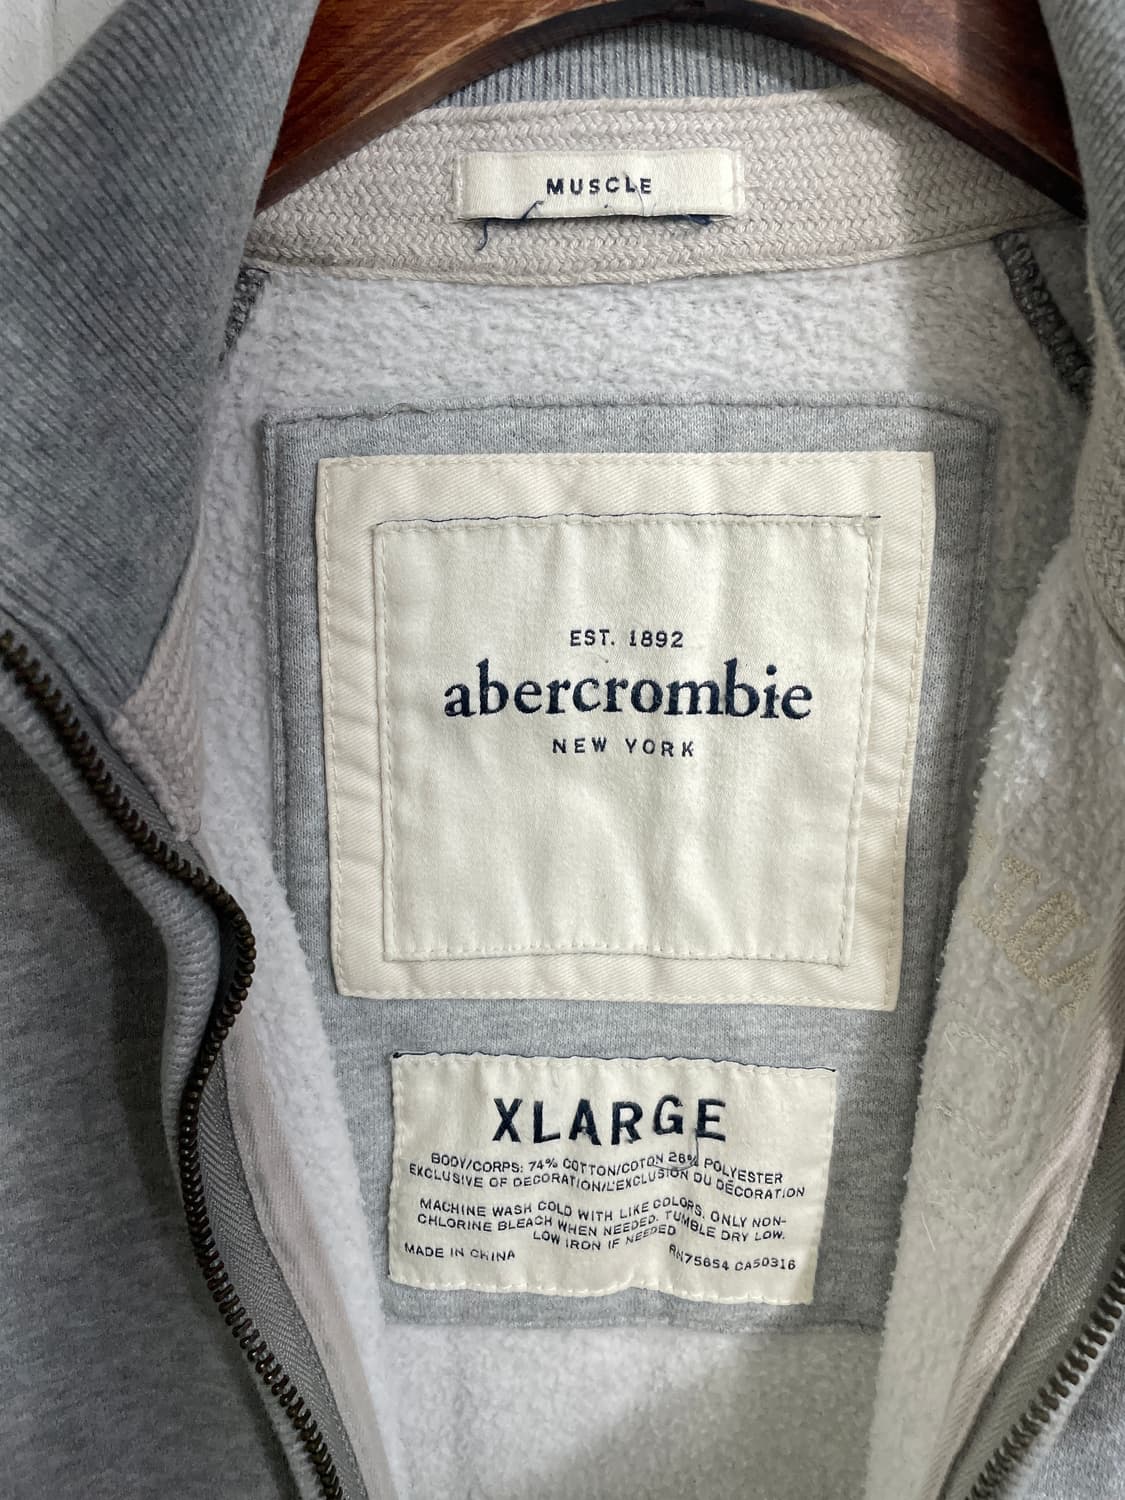 MUSCLE
EST. 1892
abercrombie
NEW YORK
XLARGE
BODY/CORPS: 74% COTTON/COTON 26% POLYESTER
EXCLUSIVE OF DECORATION/L'EXCLUSION DU DÉCORATION
MACHINE WASH COLD WITH LIKE COLORS. ONLY NON-
CHLORINE BLEACH WHEN NEEDED. TUMBLE DRY LOW.
LOW IRON IF NEEDED
MADE IN CHINA
RN75654 CA50316